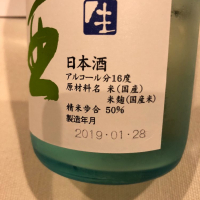 生
日本酒
アルコール分16度
原材料名 米(国産)
米麹(国産米)
精米歩合 50%
製造年月
2019.01.28